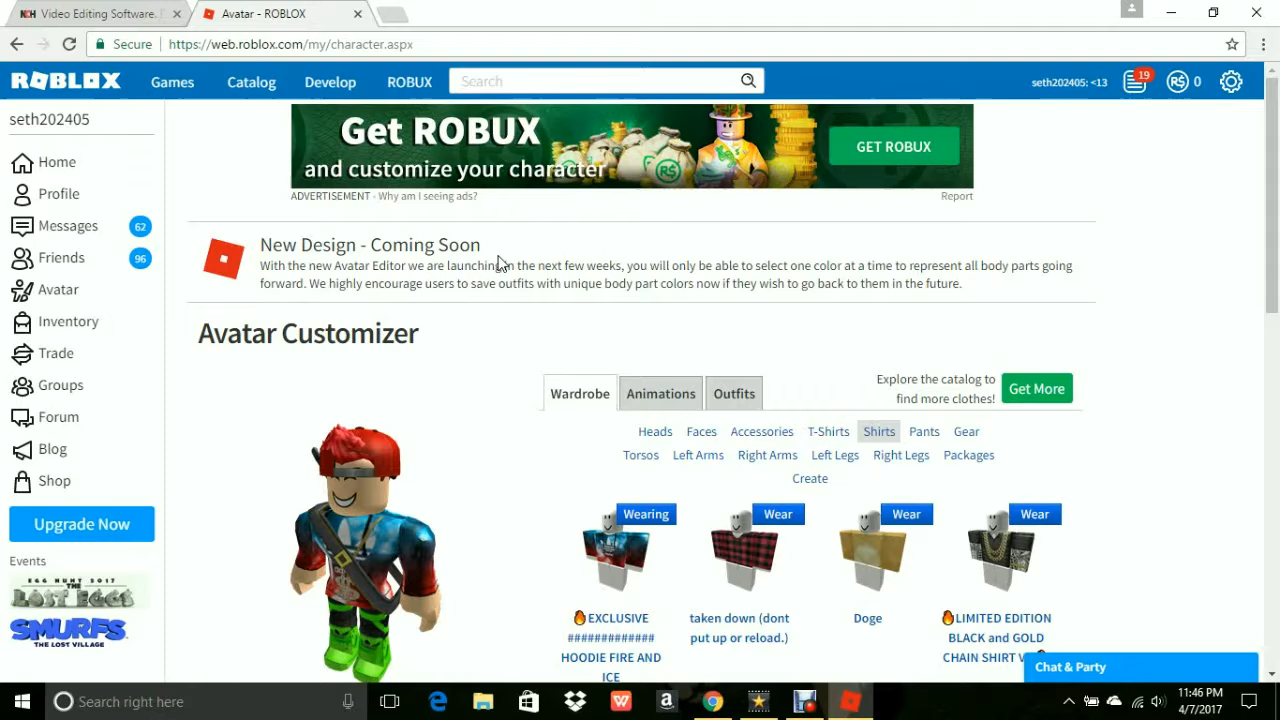 NCH Video Editing Software.
Avatar - ROBLOX
Secure https://web.roblox.com/my/character.aspx
ROBLOX Games Catalog Develop ROBUX Search seth202405: <13 19 R$ 0
seth202405
Home
Profile
Messages 62
Friends 96
Avatar
Inventory
Trade
Groups
Forum
Blog
Shop
Upgrade Now
Events
EGG HUNT 2017
THE LOST EGGS
SMURFS
THE LOST VILLAGE
Get ROBUX
and customize your character
GET ROBUX
ADVERTISEMENT - Why am I seeing ads? Report
New Design - Coming Soon
With the new Avatar Editor we are launching in the next few weeks, you will only be able to select one color at a time to represent all body parts going
forward. We highly encourage users to save outfits with unique body part colors now if they wish to go back to them in the future.
Avatar Customizer
Wardrobe Animations Outfits
Explore the catalog to
find more clothes!
Get More
Heads Faces Accessories T-Shirts Shirts Pants Gear
Torsos Left Arms Right Arms Left Legs Right Legs Packages
Create
Wearing Wear Wear Wear
🔥EXCLUSIVE
#############
HOODIE FIRE AND
ICE
taken down (dont
put up or reload.)
Doge
🔥LIMITED EDITION
BLACK and GOLD
CHAIN SHIRT
Chat & Party
Search right here
11:46 PM
4/7/2017